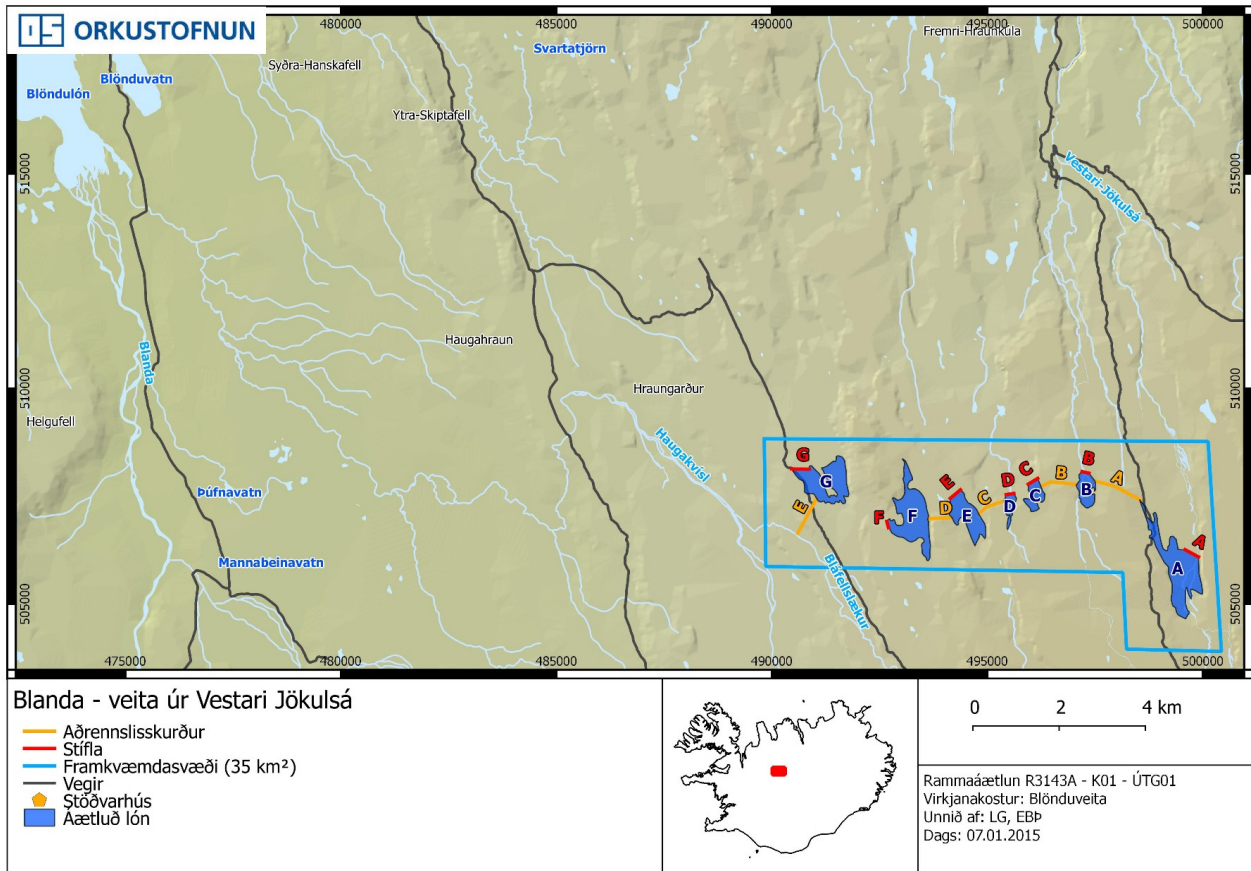 ORKUSTOFNUN
480000
485000
490000
495000
500000
Svartatjörn
Fremri-Hraunkúla
Syðra-Hanskafell
Blönduvatn
Blöndulón
Ytra-Skiptafell
515000
515000
Vestari-Jökulsá
Haugahraun
Blanda
Hraungarður
510000
510000
Helgufell
Haugakvísl
G
G
E
F
F
E
D
E
C
D
D
C
C
B
B
B
A
A
A
Þúfnavatn
Mannabeinavatn
Bláfellslækur
505000
505000
475000
480000
485000
490000
495000
500000
Blanda - veita úr Vestari Jökulsá
Aðrennslisskurður
Stífla
Framkvæmdasvæði (35 km²)
Vegir
Stöðvarhús
Áætluð lón
0 2 4 km
Rammaáætlun R3143A - K01 - ÚTG01
Virkjanakostur: Blönduveita
Unnið af: LG, EBÞ
Dags: 07.01.2015